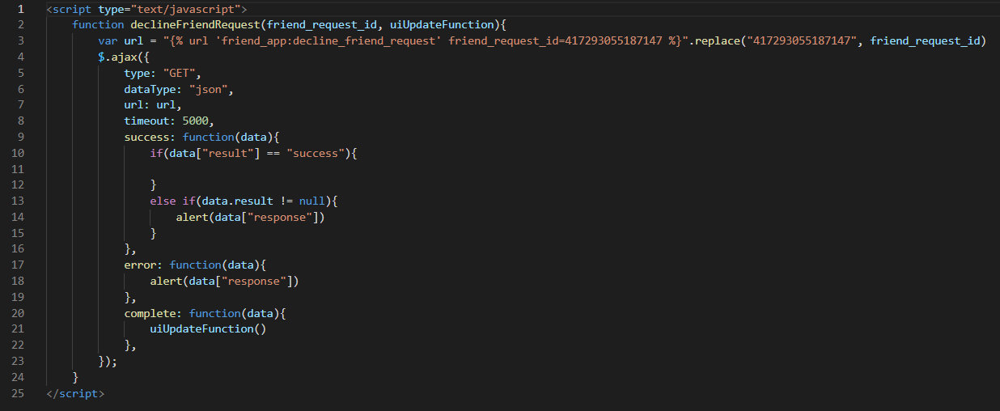 1 <script type="text/javascript">
2     function declineFriendRequest(friend_request_id, uiUpdateFunction){
3         var url = "{% url 'friend_app:decline_friend_request' friend_request_id=417293055187147 %}".replace("417293055187147", friend_request_id)
4         $.ajax({
5             type: "GET",
6             dataType: "json",
7             url: url,
8             timeout: 5000,
9             success: function(data){
10                 if(data["result"] == "success"){
11
12                 }
13                 else if(data.result != null){
14                     alert(data["response"])
15                 }
16             },
17             error: function(data){
18                 alert(data["response"])
19             },
20             complete: function(data){
21                 uiUpdateFunction()
22             },
23         });
24     }
25 </script>